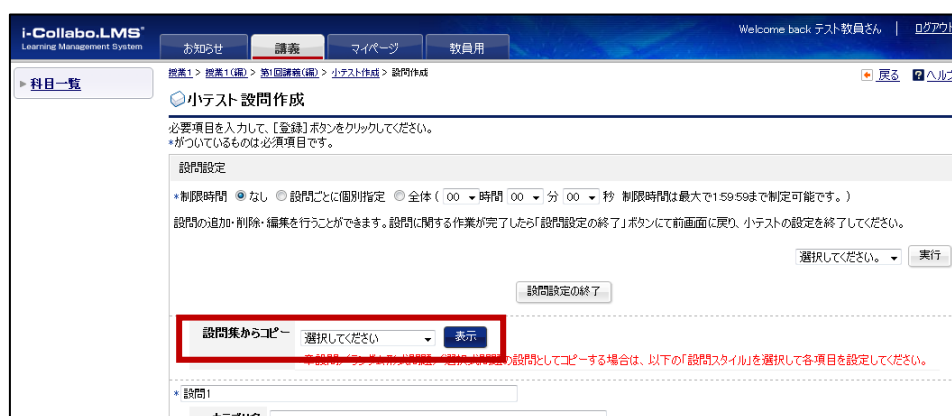 i-Collabo.LMS
Learning Management System
Welcome back テスト教員さん | ログアウト
お知らせ 講義 マイページ 教員用
科目一覧
授業1 > 授業1(編) > 第1回講義(編) > 小テスト作成 > 設問作成
戻る ? ヘルプ
小テスト 設問作成
必要項目を入力して、[登録]ボタンをクリックしてください。
*がついているものは必須項目です。
設問設定
*制限時間 なし 設問ごとに個別指定 全体( 00 時間 00 分 00 秒 制限時間は最大で1:59:59まで制定可能です。)
設問の追加・削除・編集を行うことができます。設問に関する作業が完了したら「設問設定の終了」ボタンにて前画面に戻り、小テストの設定を終了してください。
選択してください。 実行
設問設定の終了
設問集からコピー 選択してください 表示
の設問としてコピーする場合は、以下の「設問スタイル」を選択して各項目を設定してください。
* 設問1